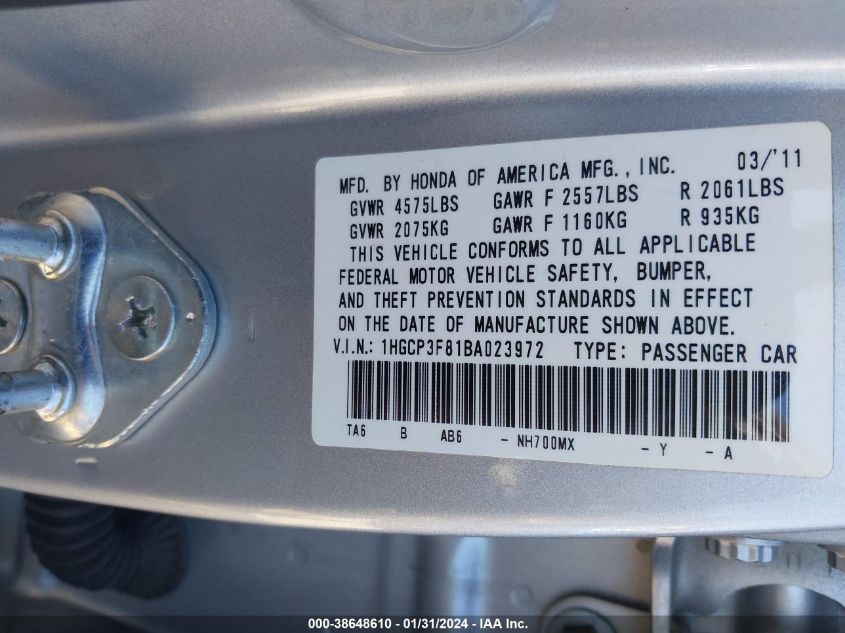 MFD. BY HONDA OF AMERICA MFG., INC. 03/'11
GVWR 4575LBS GAWR F 2557LBS R 2061LBS
GVWR 2075KG GAWR F 1160KG R 935KG
THIS VEHICLE CONFORMS TO ALL APPLICABLE
FEDERAL MOTOR VEHICLE SAFETY, BUMPER,
AND THEFT PREVENTION STANDARDS IN EFFECT
ON THE DATE OF MANUFACTURE SHOWN ABOVE.
V.I.N.: 1HGCP3F81BA023972 TYPE: PASSENGER CAR
TA6 B AB6 - NH700MX - Y - A
000-38648610 - 01/31/2024 - IAA Inc.